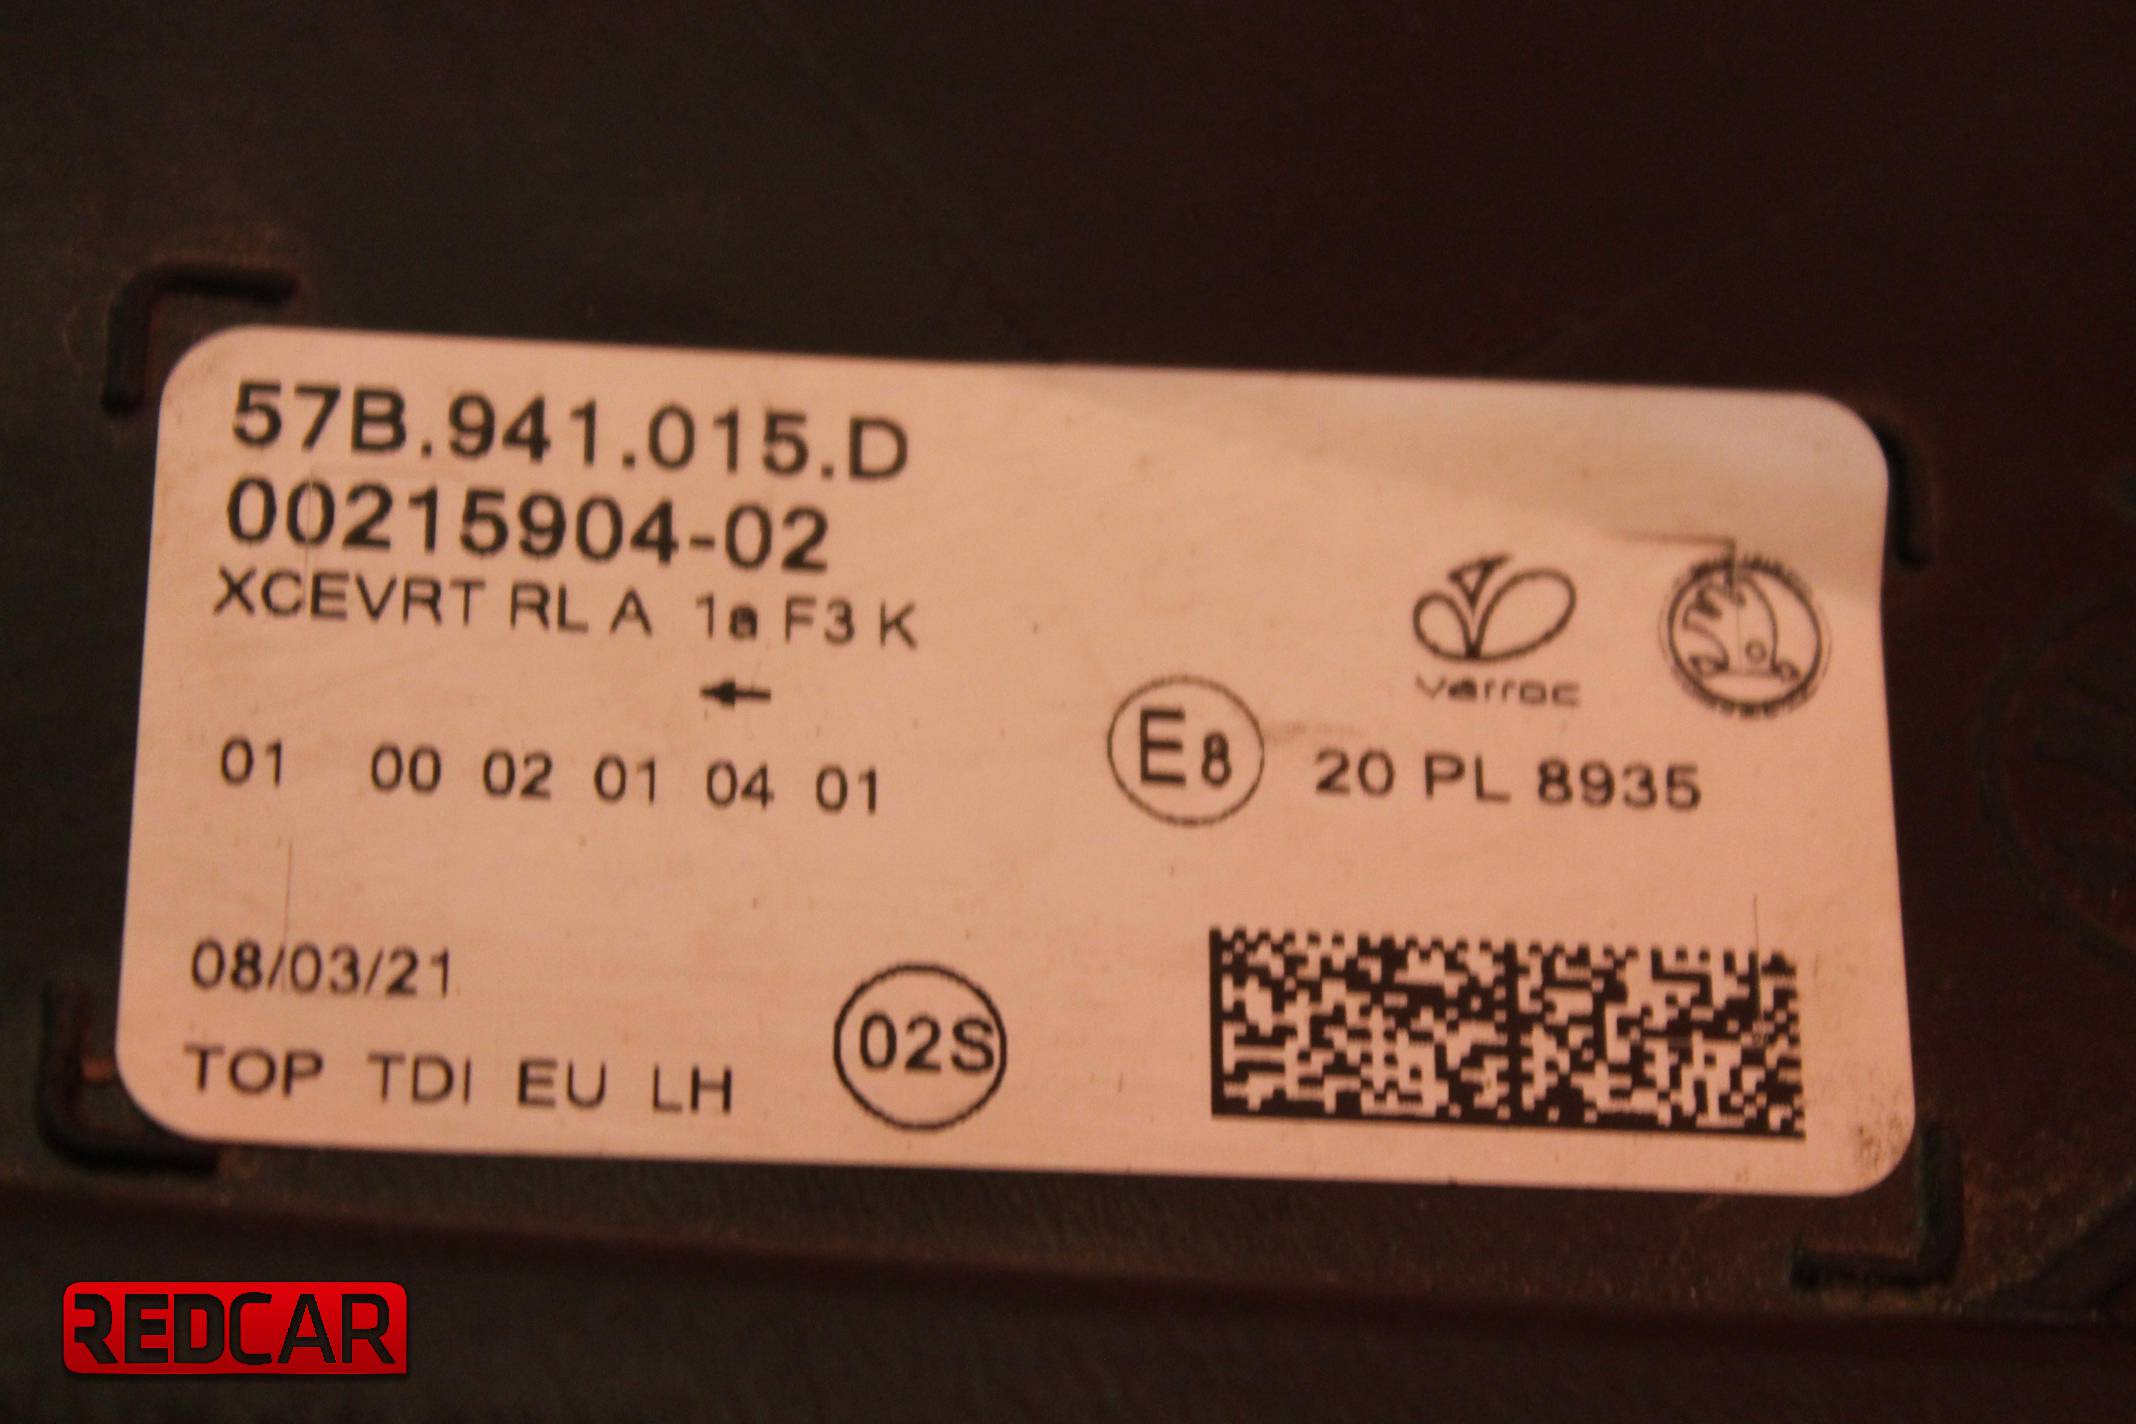 57B.941.015.D
00215904-02
XCEVRT RL A 1a F3 K
←
varroc
01 00 02 01 04 01
E8 20 PL 8935
08/03/21
TOP TDI EU LH
02S
REDCAR